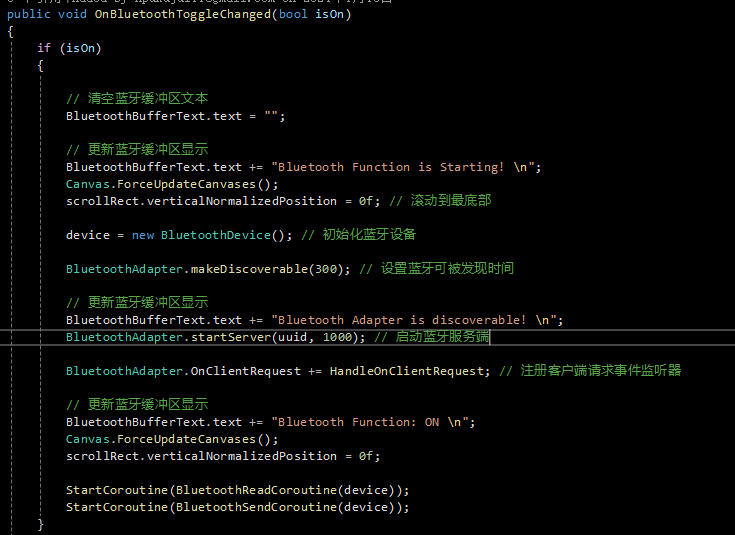 public void OnBluetoothToggleChanged(bool isOn)
{
if (isOn)
{
// 清空蓝牙缓冲区文本
BluetoothBufferText.text = "";
// 更新蓝牙缓冲区显示
BluetoothBufferText.text += "Bluetooth Function is Starting! \n";
Canvas.ForceUpdateCanvases();
scrollRect.verticalNormalizedPosition = 0f; // 滚动到最底部
device = new BluetoothDevice(); // 初始化蓝牙设备
BluetoothAdapter.makeDiscoverable(300); // 设置蓝牙可被发现时间
// 更新蓝牙缓冲区显示
BluetoothBufferText.text += "Bluetooth Adapter is discoverable! \n";
BluetoothAdapter.startServer(uuid, 1000); // 启动蓝牙服务端
BluetoothAdapter.OnClientRequest += HandleOnClientRequest; // 注册客户端请求事件监听器
// 更新蓝牙缓冲区显示
BluetoothBufferText.text += "Bluetooth Function: ON \n";
Canvas.ForceUpdateCanvases();
scrollRect.verticalNormalizedPosition = 0f;
StartCoroutine(BluetoothReadCoroutine(device));
StartCoroutine(BluetoothSendCoroutine(device));
}